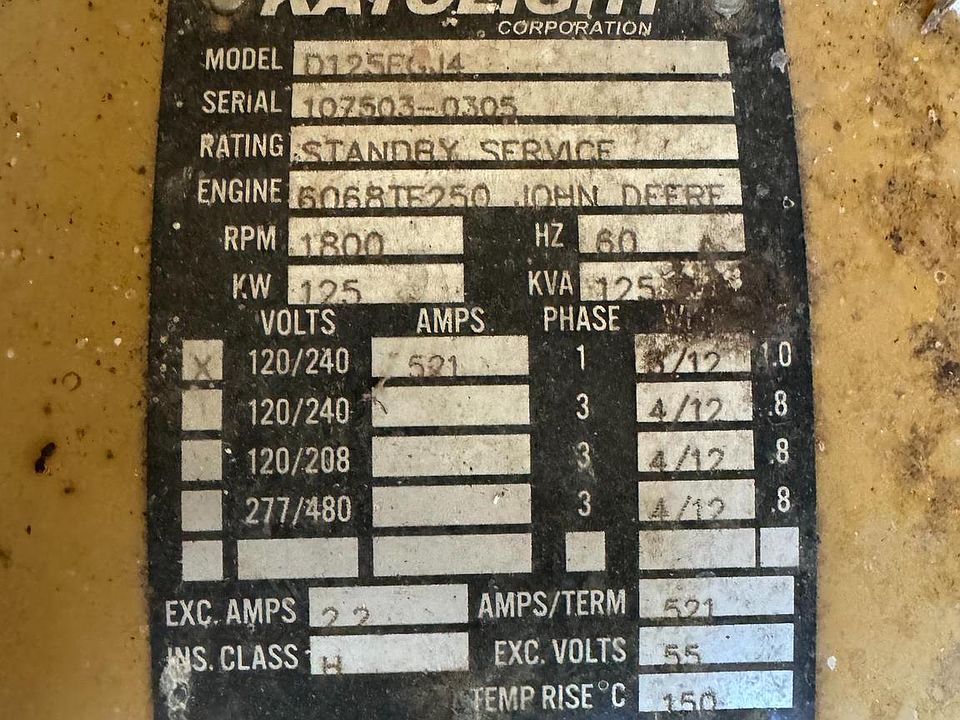 KATOLIGHT
CORPORATION
MODEL D125FGJ4
SERIAL 107503-0305
RATING STANDBY SERVICE
ENGINE 6068TF250 JOHN DEERE
RPM 1800 HZ 60
KW 125 KVA 125
VOLTS AMPS PHASE
X 120/240 521 1 3/12 1.0
120/240 3 4/12 .8
120/208 3 4/12 .8
277/480 3 4/12 .8
EXC. AMPS 2.2 AMPS/TERM 521
INS. CLASS H EXC. VOLTS 55
TEMP RISE °C 150